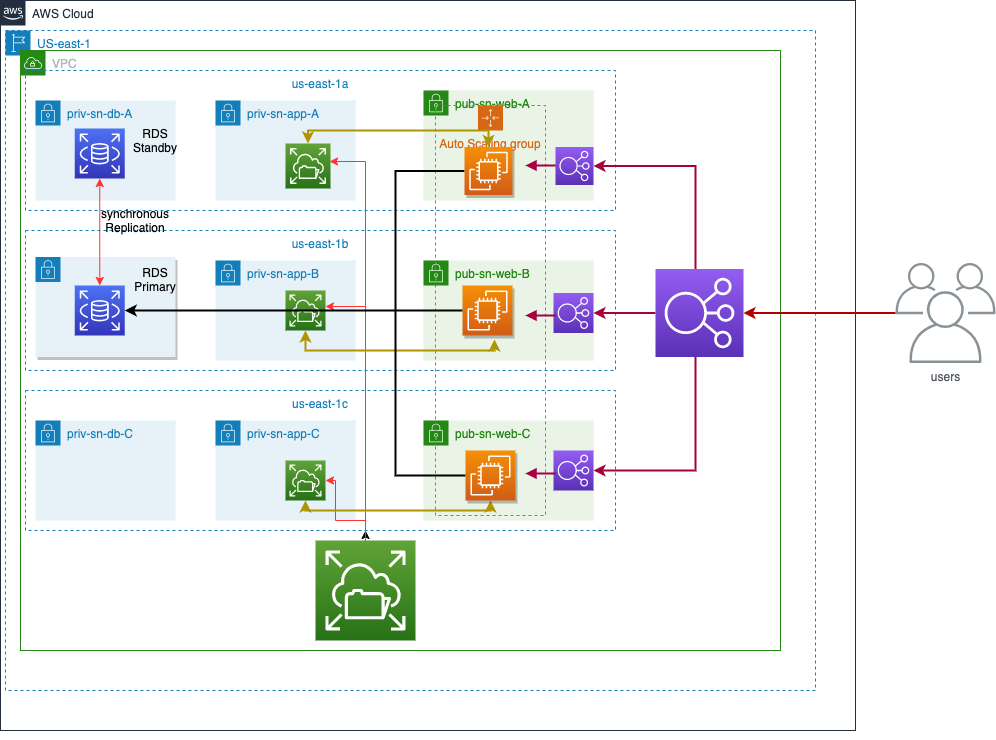 aws
AWS Cloud
US-east-1
VPC
us-east-1a
priv-sn-db-A
RDS
Standby
priv-sn-app-A
pub-sn-web-A
Auto Scaling group
synchronous
Replication
us-east-1b
RDS
Primary
priv-sn-app-B
pub-sn-web-B
users
us-east-1c
priv-sn-db-C
priv-sn-app-C
pub-sn-web-C